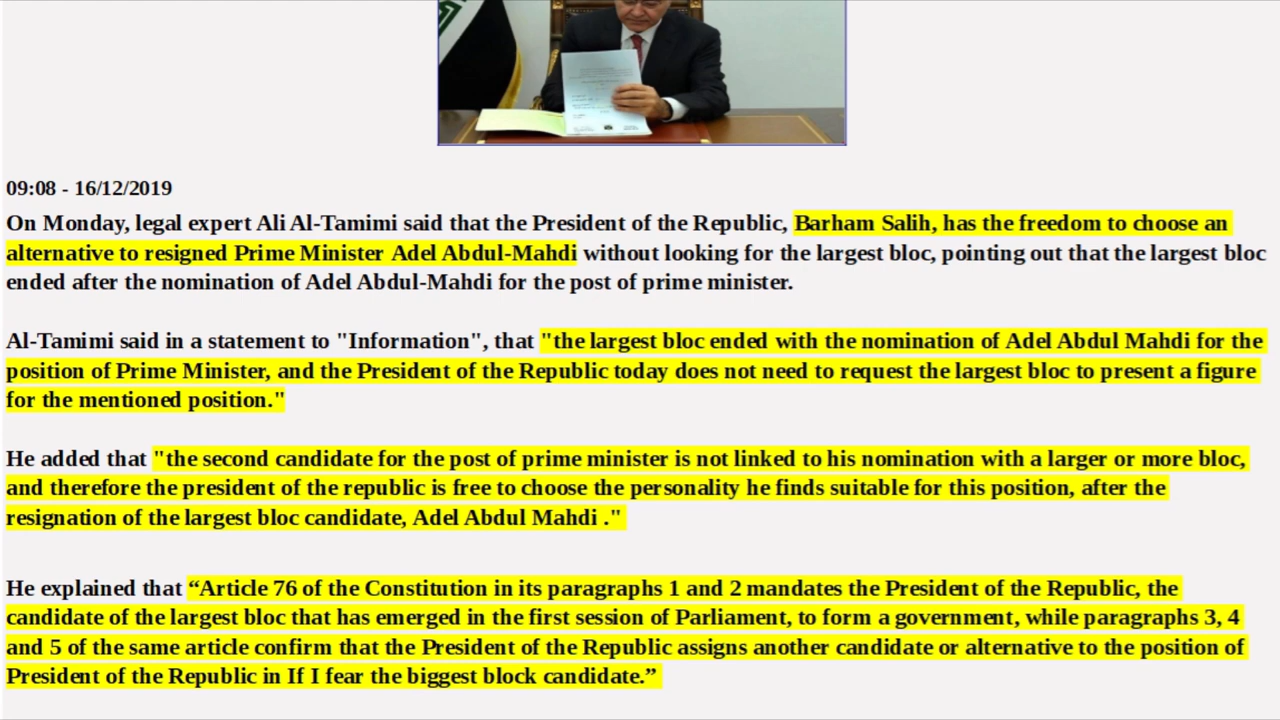 09:08 - 16/12/2019
On Monday, legal expert Ali Al-Tamimi said that the President of the Republic, Barham Salih, has the freedom to choose an
alternative to resigned Prime Minister Adel Abdul-Mahdi without looking for the largest bloc, pointing out that the largest bloc
ended after the nomination of Adel Abdul-Mahdi for the post of prime minister.
Al-Tamimi said in a statement to "Information", that "the largest bloc ended with the nomination of Adel Abdul Mahdi for the
position of Prime Minister, and the President of the Republic today does not need to request the largest bloc to present a figure
for the mentioned position."
He added that "the second candidate for the post of prime minister is not linked to his nomination with a larger or more bloc,
and therefore the president of the republic is free to choose the personality he finds suitable for this position, after the
resignation of the largest bloc candidate, Adel Abdul Mahdi ."
He explained that “Article 76 of the Constitution in its paragraphs 1 and 2 mandates the President of the Republic, the
candidate of the largest bloc that has emerged in the first session of Parliament, to form a government, while paragraphs 3, 4
and 5 of the same article confirm that the President of the Republic assigns another candidate or alternative to the position of
President of the Republic in If I fear the biggest block candidate.”